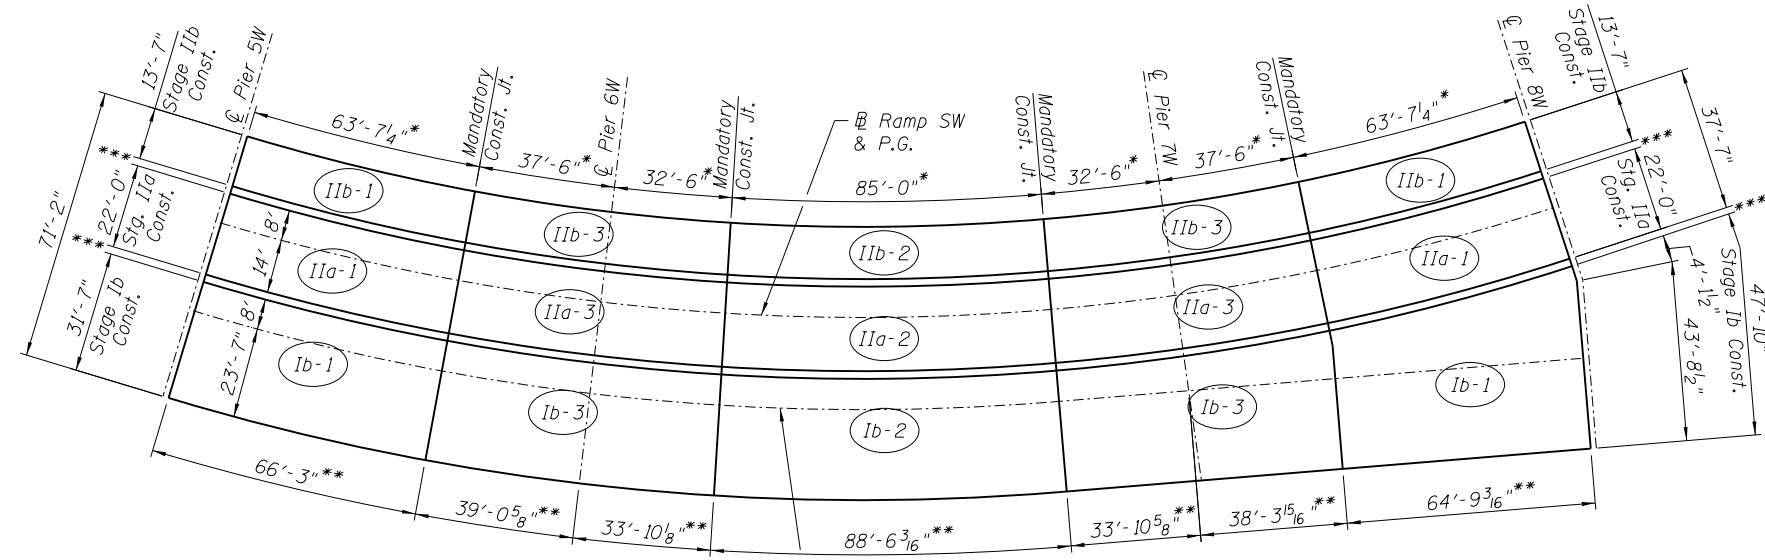 13'-7"
Stage IIb
Const.
℄ Pier 5W
63'-7¼"*
Mandatory
Const. Jt.
37'-6"*
℄ Pier 6W
32'-6"*
Mandatory
Const. Jt.
85'-0"*
℄ Ramp SW
& P.G.
Mandatory
Const. Jt.
32'-6"*
℄ Pier 7W
37'-6"*
Mandatory
Const. Jt.
63'-7¼"*
℄ Pier 8W
Stage IIb
Const.
13'-7"
37'-7"
***
22'-0"
Stg. IIa
Const.
***
71'-2"
***
22'-0"
Stg. IIa
Const.
***
31'-7"
Stage Ib
Const.
8'
14'
8'
23'-7"
IIb-1
IIb-3
IIb-2
IIb-3
IIb-1
IIa-1
IIa-3
IIa-2
IIa-3
IIa-1
Ib-1
Ib-3
Ib-2
Ib-3
Ib-1
4'-1½"
43'-8½"
Stage Ib Const.
47'-10"
66'-3"**
39'-0⅝"**
33'-10⅛"**
88'-6 3/16"**
33'-10⅝"**
38'-3 15/16"**
64'-9 3/16"**